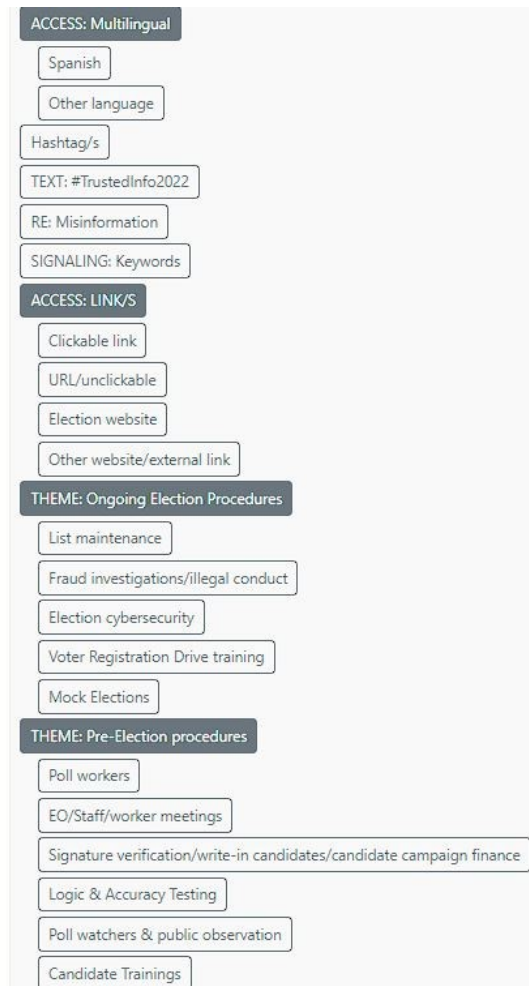 ACCESS: Multilingual
Spanish
Other language
Hashtag/s
TEXT: #TrustedInfo2022
RE: Misinformation
SIGNALING: Keywords
ACCESS: LINK/S
Clickable link
URL/unclickable
Election website
Other website/external link
THEME: Ongoing Election Procedures
List maintenance
Fraud investigations/illegal conduct
Election cybersecurity
Voter Registration Drive training
Mock Elections
THEME: Pre-Election procedures
Poll workers
EO/Staff/worker meetings
Signature verification/write-in candidates/candidate campaign finance
Logic & Accuracy Testing
Poll watchers & public observation
Candidate Trainings